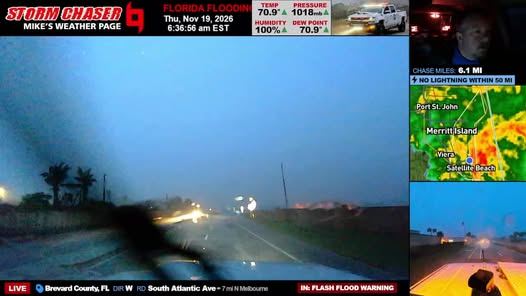 STORM CHASER
MIKE'S WEATHER PAGE
FLORIDA FLOODING
Thu, Nov 19, 2026
6:36:56 am EST
TEMP
70.9°
PRESSURE
1018mb
HUMIDITY
100%
DEW POINT
70.9°
CHASE MILES: 6.1 MI
NO LIGHTNING WITHIN 50 MI
Port St. John
Merritt Island
Viera
Satellite Beach
LIVE
Brevard County, FL DIR W RD South Atlantic Ave 7 mi N Melbourne
IN: FLASH FLOOD WARNING